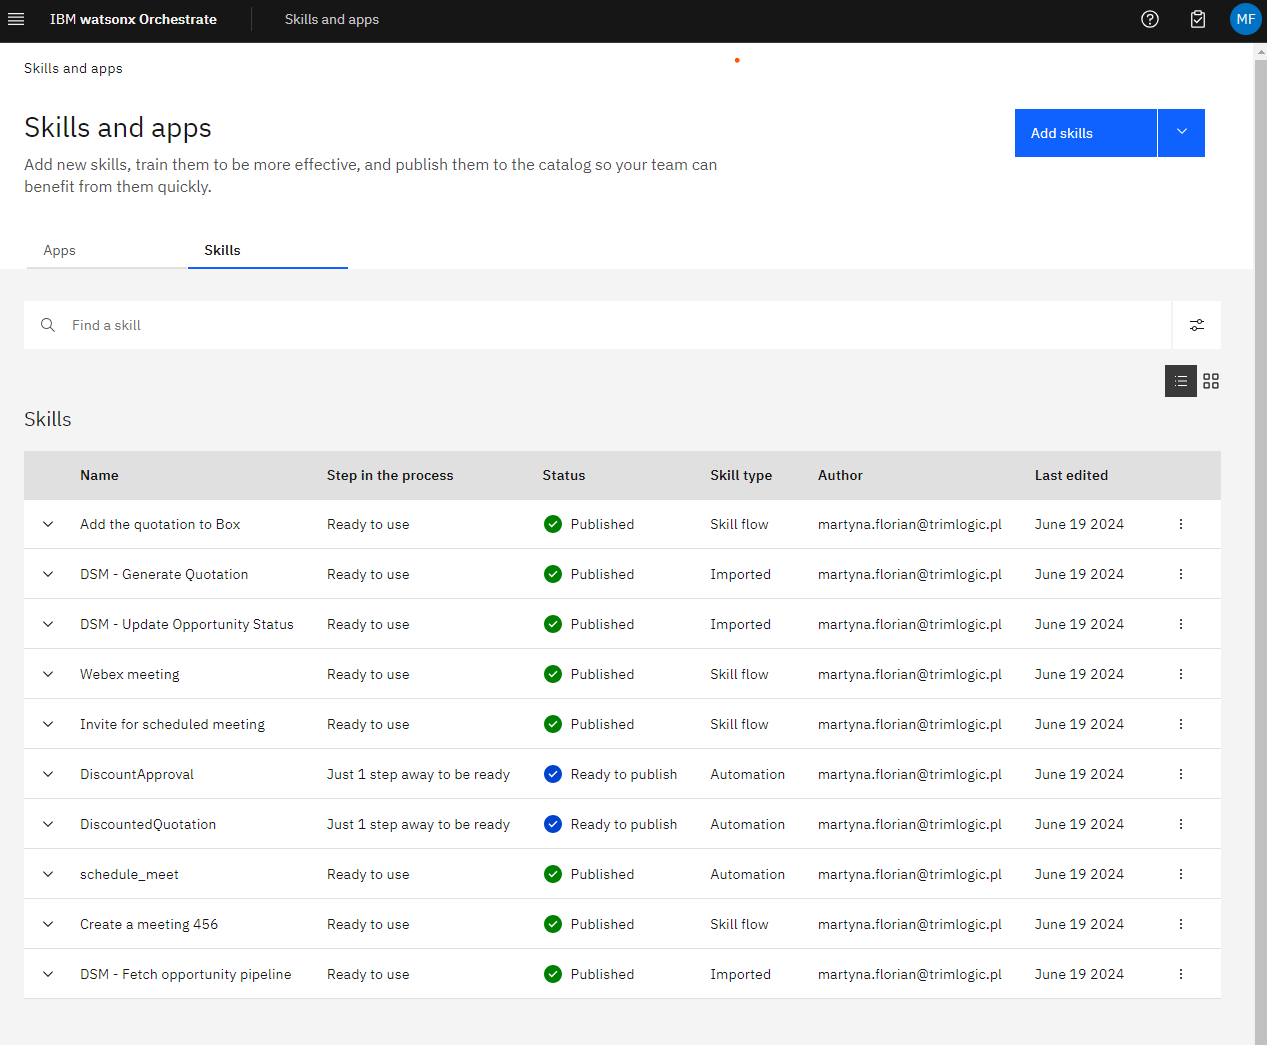 IBM watsonx Orchestrate Skills and apps MF
Skills and apps
Skills and apps
Add skills
Add new skills, train them to be more effective, and publish them to the catalog so your team can
benefit from them quickly.
Apps Skills
Find a skill
Skills
Name Step in the process Status Skill type Author Last edited
Add the quotation to Box Ready to use Published Skill flow martyna.florian@trimlogic.pl June 19 2024
DSM - Generate Quotation Ready to use Published Imported martyna.florian@trimlogic.pl June 19 2024
DSM - Update Opportunity Status Ready to use Published Imported martyna.florian@trimlogic.pl June 19 2024
Webex meeting Ready to use Published Skill flow martyna.florian@trimlogic.pl June 19 2024
Invite for scheduled meeting Ready to use Published Skill flow martyna.florian@trimlogic.pl June 19 2024
DiscountApproval Just 1 step away to be ready Ready to publish Automation martyna.florian@trimlogic.pl June 19 2024
DiscountedQuotation Just 1 step away to be ready Ready to publish Automation martyna.florian@trimlogic.pl June 19 2024
schedule_meet Ready to use Published Automation martyna.florian@trimlogic.pl June 19 2024
Create a meeting 456 Ready to use Published Skill flow martyna.florian@trimlogic.pl June 19 2024
DSM - Fetch opportunity pipeline Ready to use Published Imported martyna.florian@trimlogic.pl June 19 2024